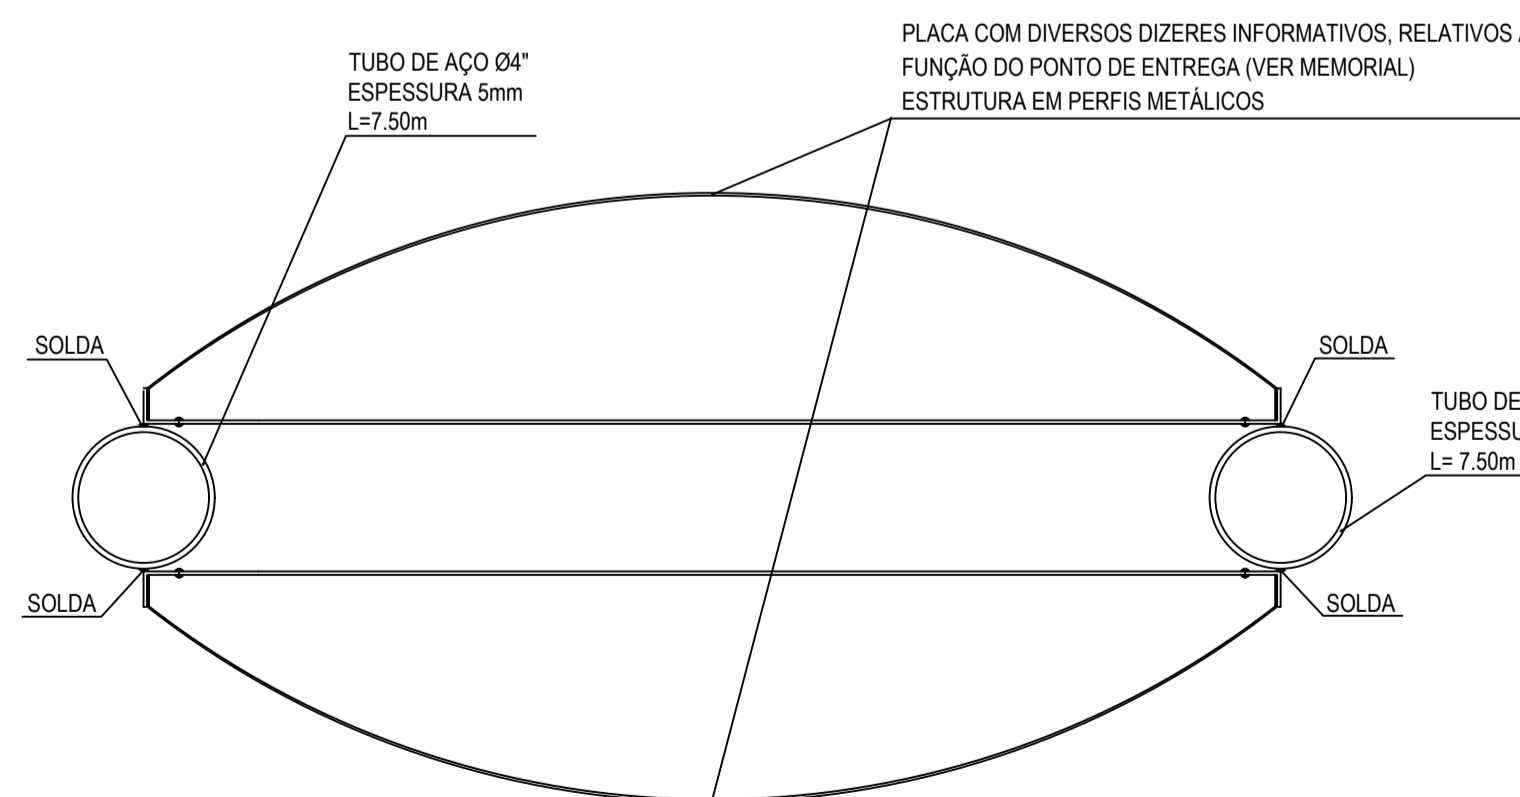 PLACA COM DIVERSOS DIZERES INFORMATIVOS, RELATIVOS
FUNÇÃO DO PONTO DE ENTREGA (VER MEMORIAL)
ESTRUTURA EM PERFIS METÁLICOS
TUBO DE AÇO Ø4"
ESPESSURA 5mm
L=7.50m
SOLDA
SOLDA
TUBO DE
L= 7.50m
SOLDA
SOLDA